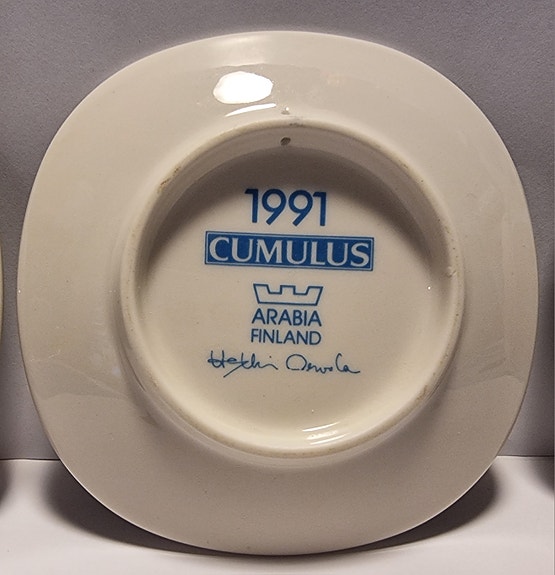 1991
CUMULUS
ARABIA
FINLAND
Heikki Orvola